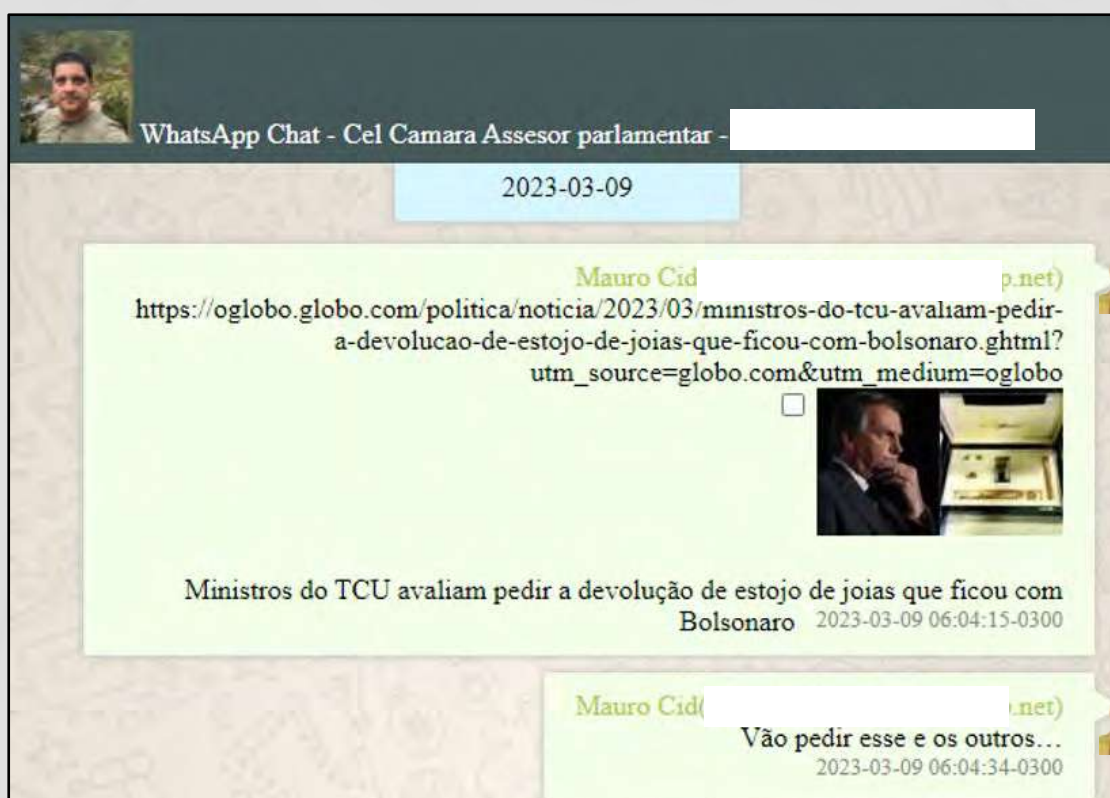 WhatsApp Chat - Cel Camara Assesor parlamentar -
2023-03-09
Mauro Cid
p.net)
https://oglobo.globo.com/politica/noticia/2023/03/ministros-do-tcu-avaliam-pedir-
a-devolucao-de-estojo-de-joias-que-ficou-com-bolsonaro.ghtml?
utm_source=globo.com&utm_medium=oglobo
Ministros do TCU avaliam pedir a devolução de estojo de joias que ficou com
Bolsonaro 2023-03-09 06:04:15-0300
Mauro Cid(
.net)
Vão pedir esse e os outros…
2023-03-09 06:04:34-0300